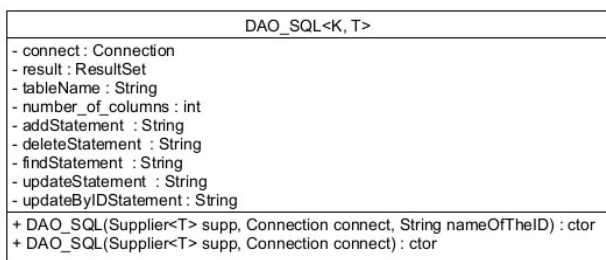 DAO_SQL<K, T>
- connect : Connection
- result : ResultSet
- tableName : String
- number_of_columns : int
- addStatement : String
- deleteStatement : String
- findStatement : String
- updateStatement : String
- updateByIDStatement : String
+ DAO_SQL(Supplier<T> supp, Connection connect, String nameOfTheID) : ctor
+ DAO_SQL(Supplier<T> supp, Connection connect) : ctor